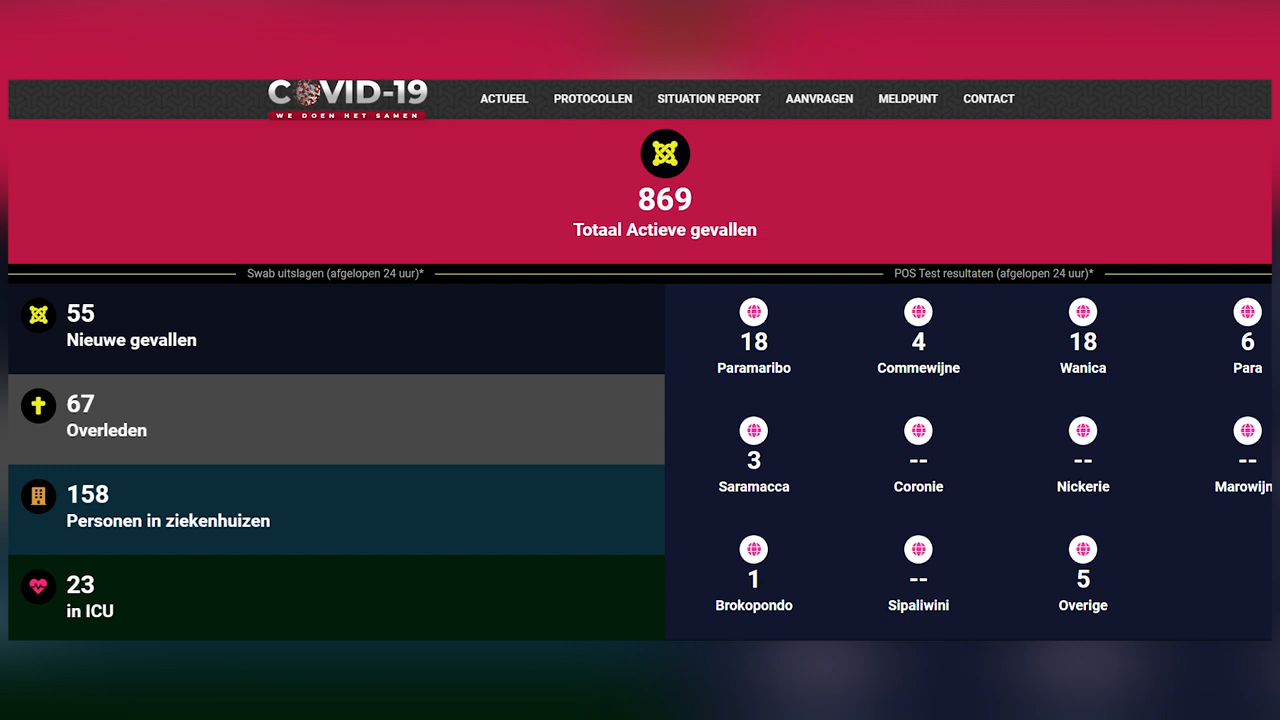 COVID-19
WE DOEN HET SAMEN
ACTUEEL PROTOCOLLEN SITUATION REPORT AANVRAGEN MELDPUNT CONTACT
869
Totaal Actieve gevallen
Swab uitslagen (afgelopen 24 uur)*
POS Test resultaten (afgelopen 24 uur)*
55
Nieuwe gevallen
67
Overleden
158
Personen in ziekenhuizen
23
in ICU
18 4 18 6
Paramaribo Commewijne Wanica Para
3 -- -- --
Saramacca Coronie Nickerie Marowijn
1 -- 5
Brokopondo Sipaliwini Overige